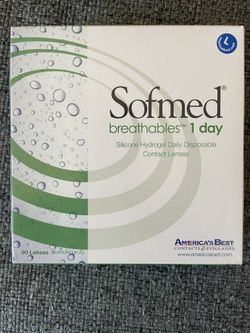 L
Sofmed®
breathables™ 1 day
Silicone Hydrogel Daily Disposable
Contact Lenses
90 Lenses
AMERICA'S BEST
CONTACTS & EYEGLASSES
www.americasbest.com